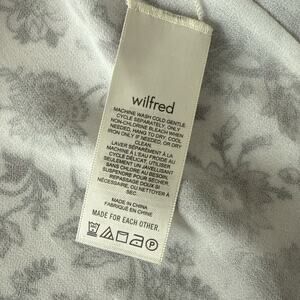 wilfred
MACHINE WASH COLD GENTLE
CYCLE SEPARATELY, ONLY
NON-CHLORINE BLEACH WHEN
NEEDED, HANG TO DRY, COOL
IRON ONLY IF NEEDED, OR DRY
CLEAN.
LAVER SÉPARÉMENT À LA
MACHINE À L'EAU FROIDE AU
CYCLE DÉLICAT, UTILISER
SEULEMENT UN JAVELLISANT
SANS CHLORE AU BESOIN,
SUSPENDRE POUR SÉCHER,
REPASSAGE DOUX SI
NÉCESSAIRE, OU NETTOYER À
SEC.
MADE IN CHINA
FABRIQUÉ EN CHINE
MADE FOR EACH OTHER.